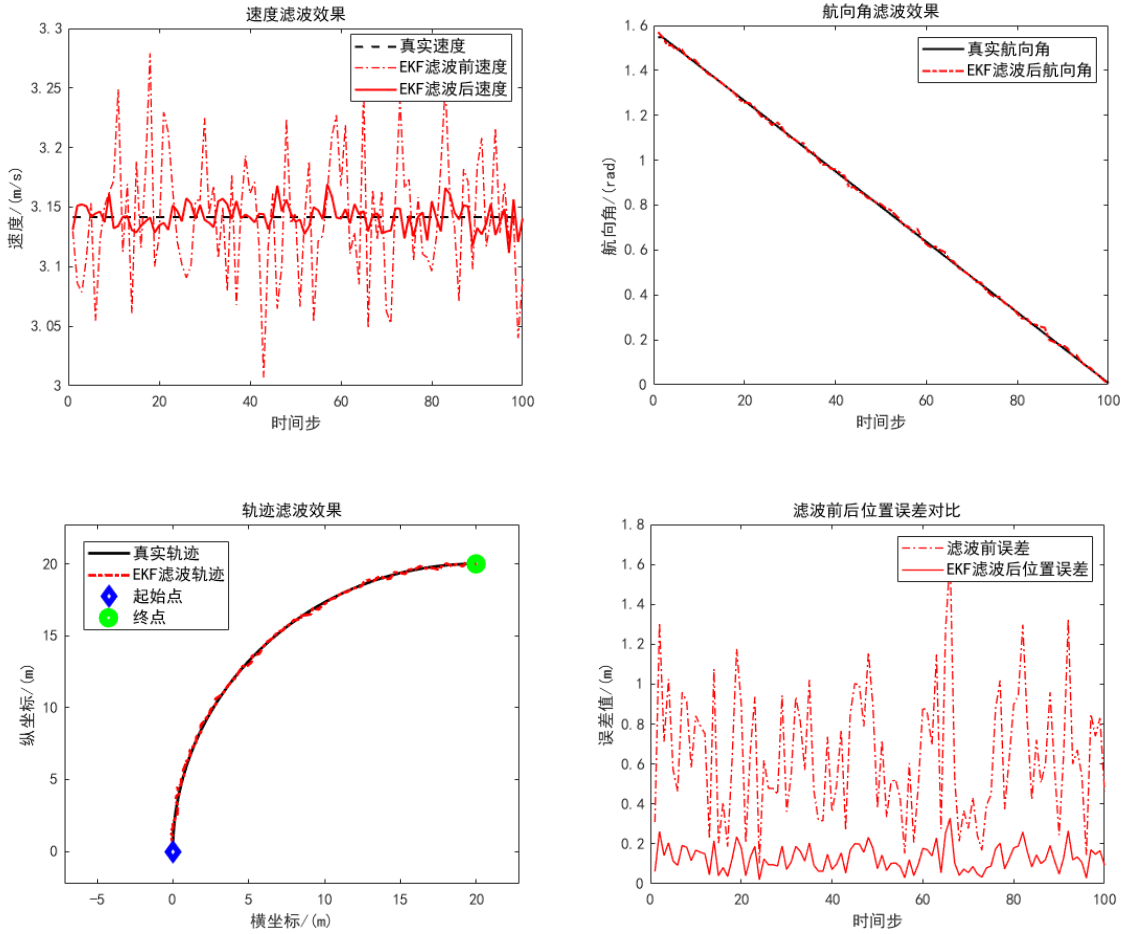 速度滤波效果
3.3
3.25
3.2
3.15
3.1
3.05
3
速度/(m/s)
真实速度
EKF滤波前速度
EKF滤波后速度
0 20 40 60 80 100
时间步
航向角滤波效果
1.6
1.4
1.2
1
0.8
0.6
0.4
0.2
0
航向角/(rad)
真实航向角
EKF滤波后航向角
0 20 40 60 80 100
时间步
轨迹滤波效果
20
15
10
5
0
纵坐标/(m)
真实轨迹
EKF滤波轨迹
起始点
终点
-5 0 5 10 15 20
横坐标/(m)
滤波前后位置误差对比
1.8
1.6
1.4
1.2
1
0.8
0.6
0.4
0.2
0
误差值/(m)
滤波前误差
EKF滤波后位置误差
0 20 40 60 80 100
时间步